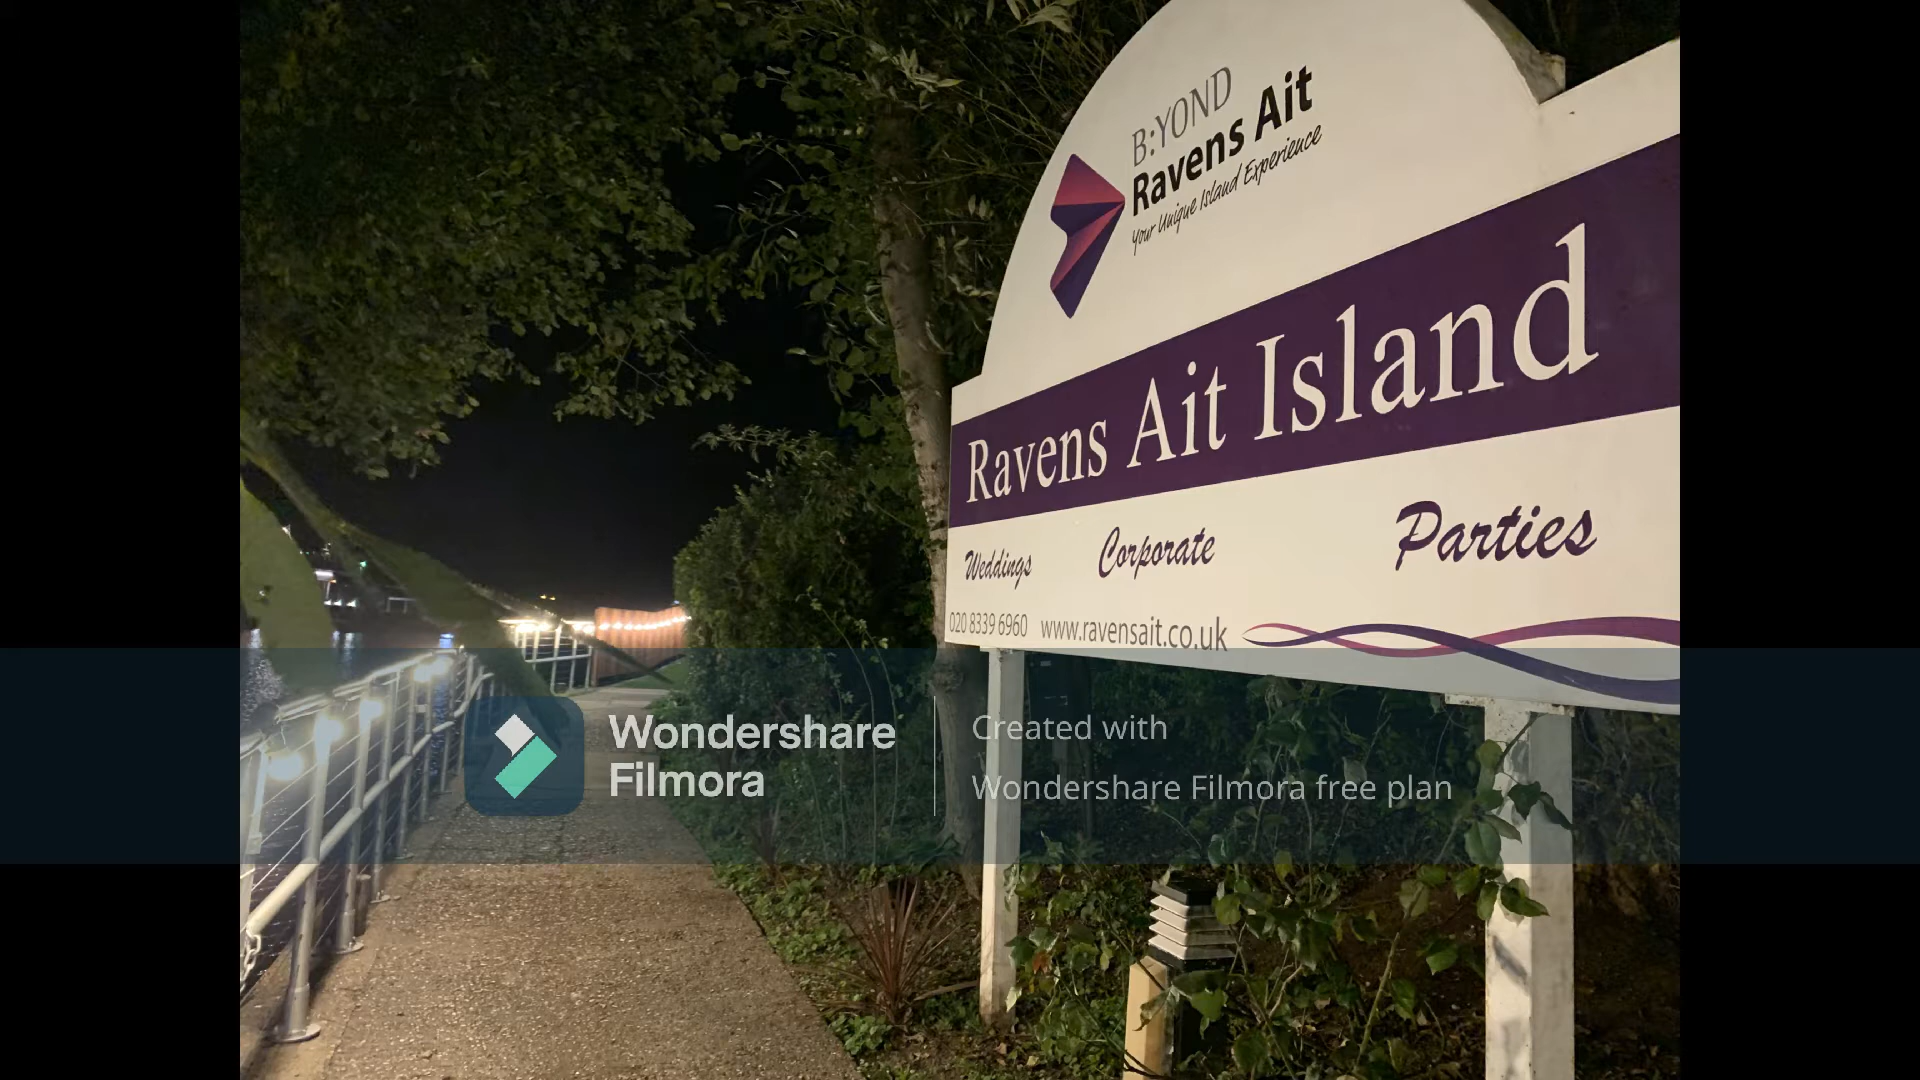 B:YOND
Ravens Ait
Your Unique Island Experience
Ravens Ait Island
Weddings Corporate Parties
020 8339 6960 www.ravensait.co.uk
Wondershare
Filmora
Created with
Wondershare Filmora free plan